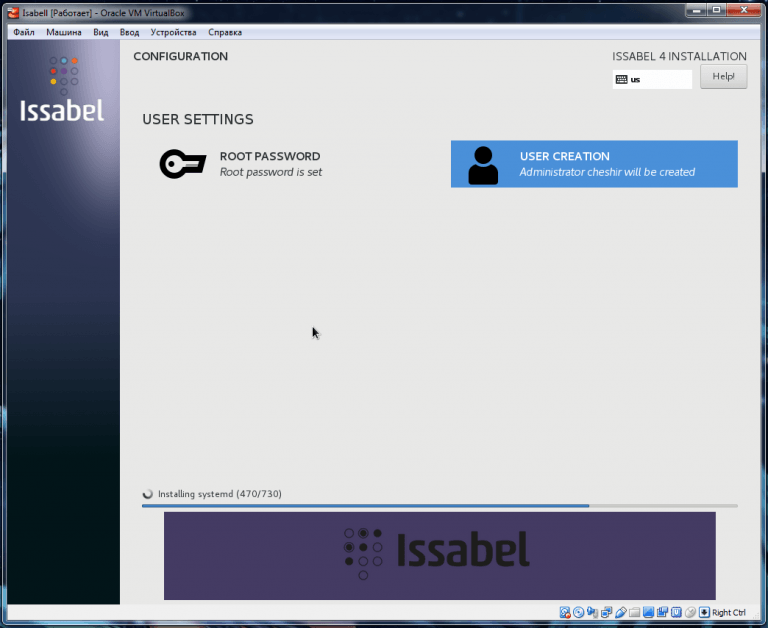 Isabell [Работает] - Oracle VM VirtualBox
Файл Машина Вид Ввод Устройства Справка
Issabel
CONFIGURATION
ISSABEL 4 INSTALLATION
us
Help!
USER SETTINGS
ROOT PASSWORD
Root password is set
USER CREATION
Administrator cheshir will be created
Installing systemd (470/730)
Issabel
Right Ctrl